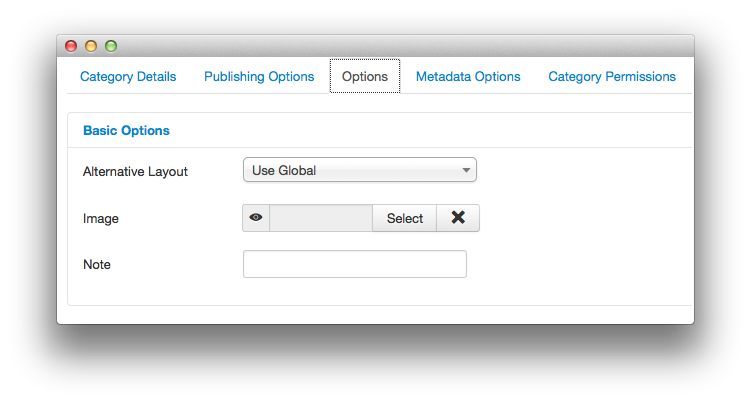 Category Details Publishing Options Options Metadata Options Category Permissions
Basic Options
Alternative Layout Use Global
Image Select
Note